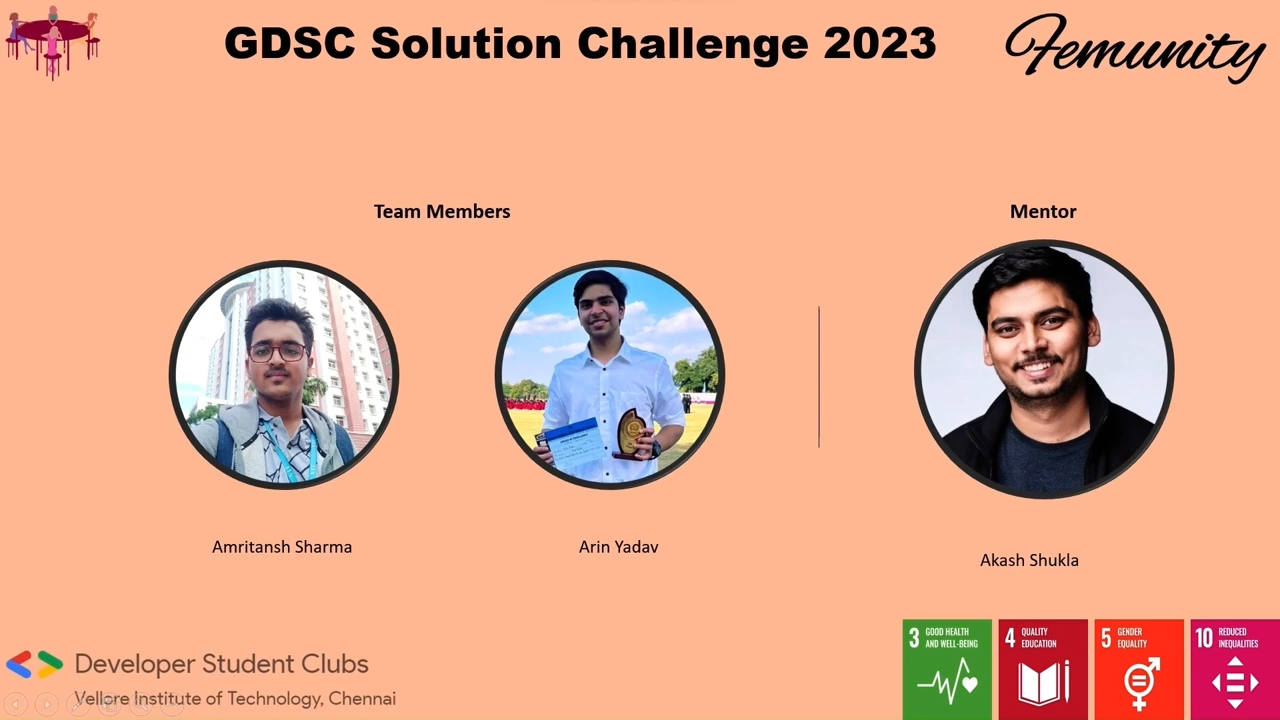 GDSC Solution Challenge 2023
Femunity
Team Members
Mentor
Amritansh Sharma
Arin Yadav
Akash Shukla
Developer Student Clubs
Vellore Institute of Technology, Chennai
3 GOOD HEALTH
AND WELL-BEING
4 QUALITY
EDUCATION
5 GENDER
EQUALITY
10 REDUCED
INEQUALITIES